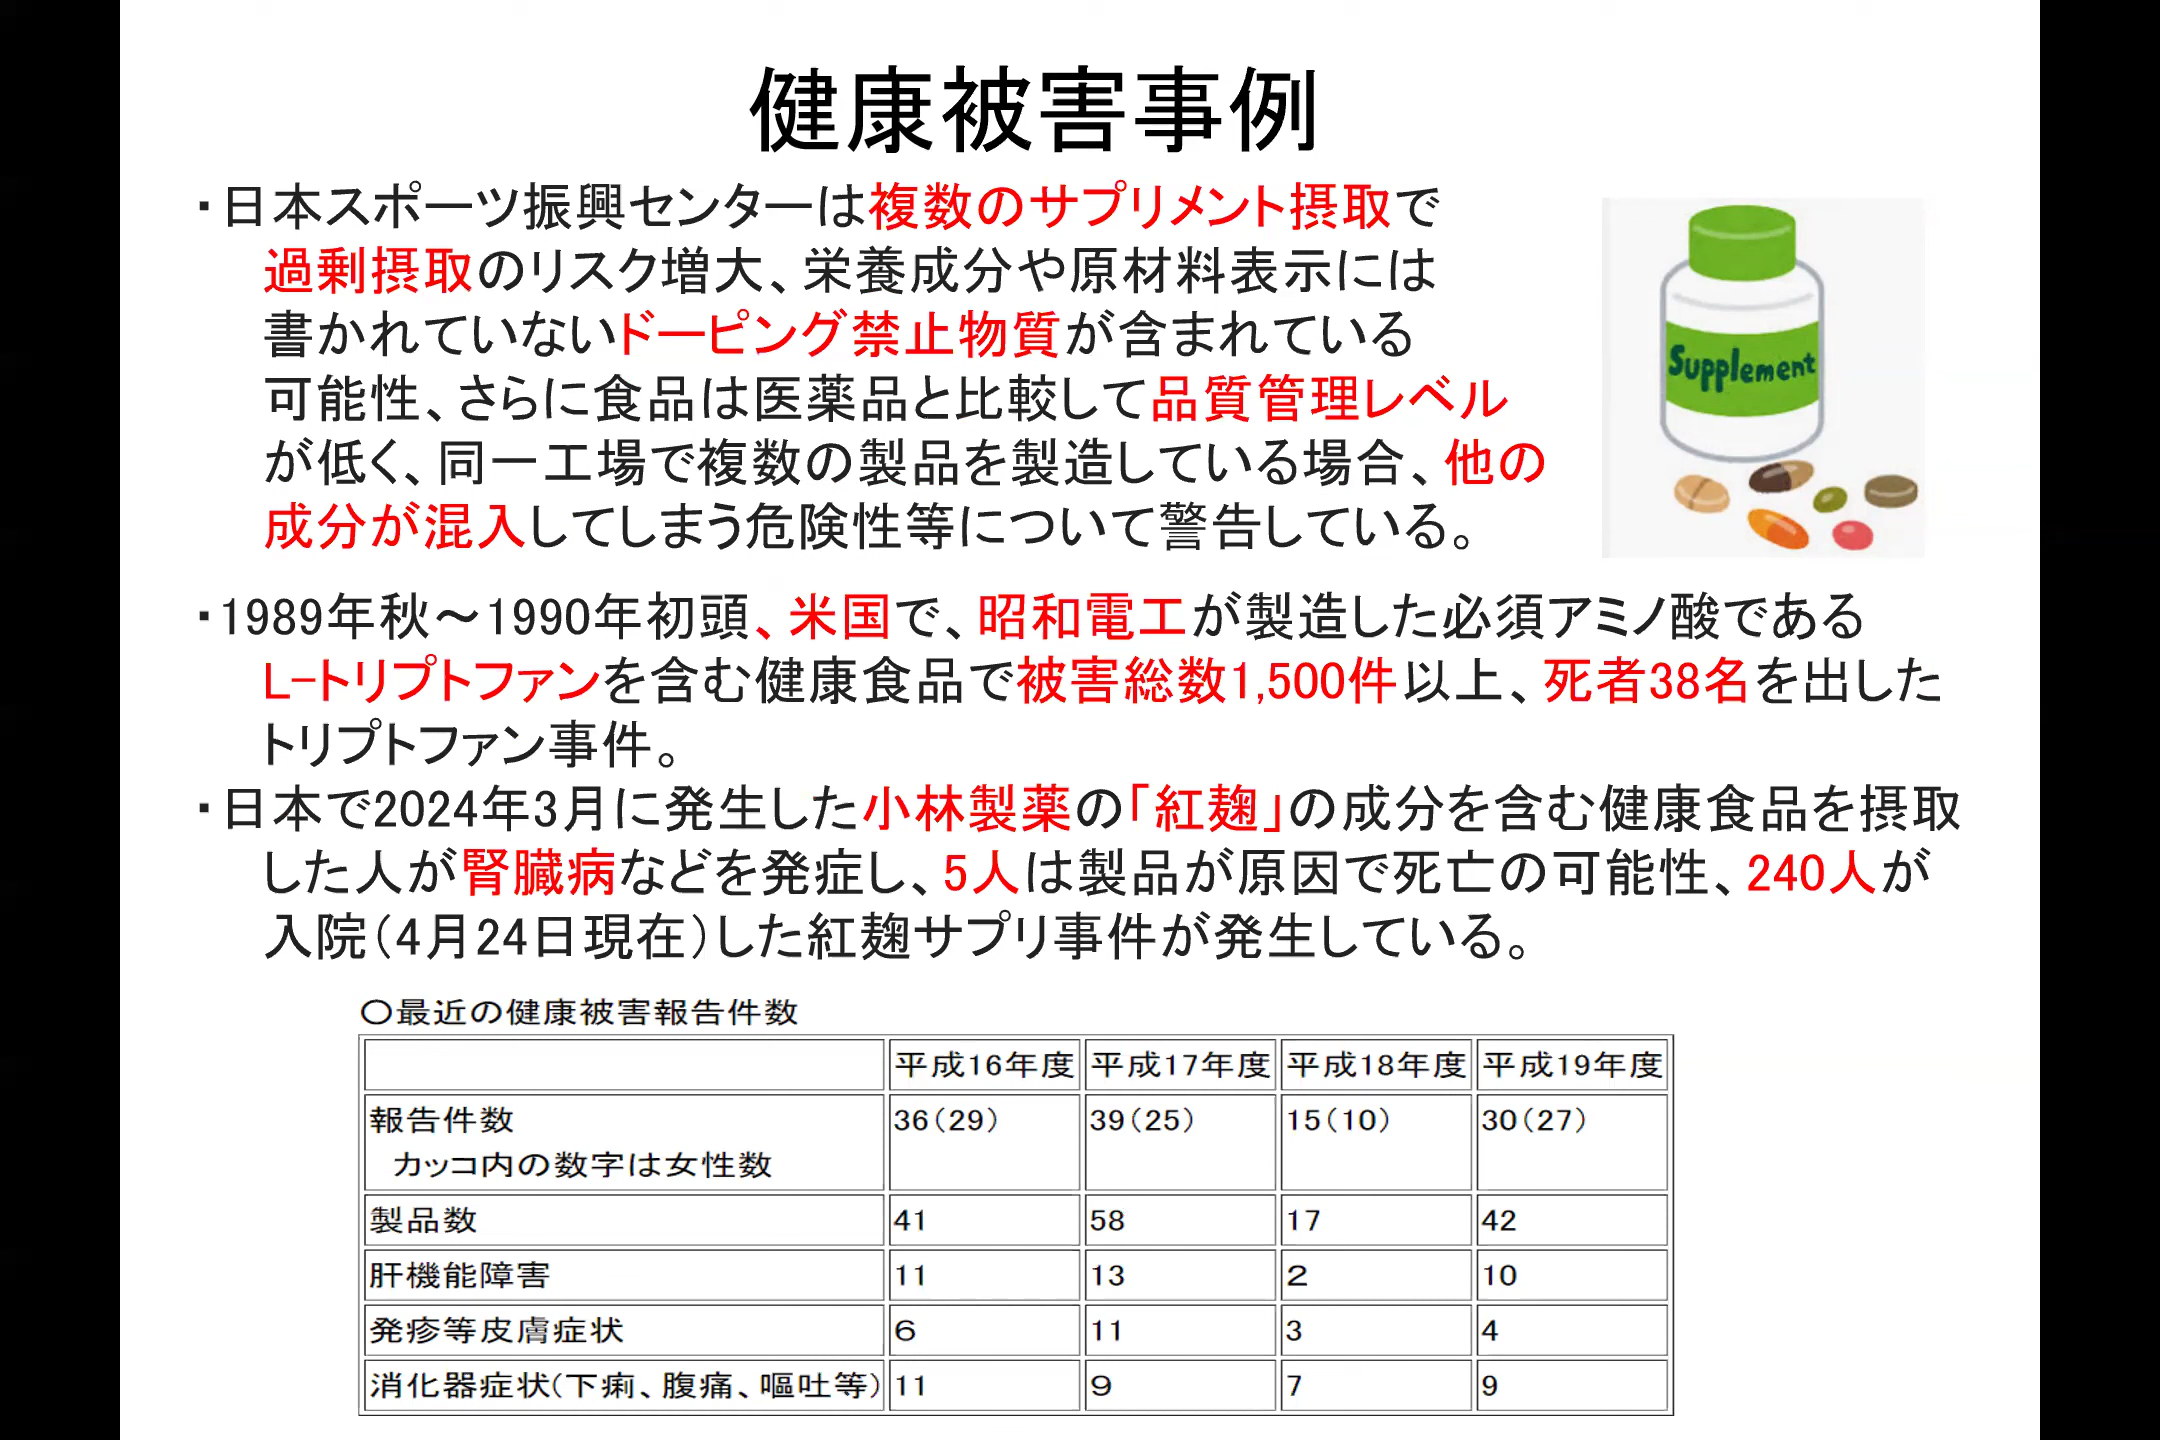 健康被害事例
・日本スポーツ振興センターは複数のサプリメント摂取で
過剰摂取のリスク増大、栄養成分や原材料表示には
書かれていないドーピング禁止物質が含まれている
可能性、さらに食品は医薬品と比較して品質管理レベル
が低く、同一工場で複数の製品を製造している場合、他の
成分が混入してしまう危険性等について警告している。
Supplement
・1989年秋～1990年初頭、米国で、昭和電工が製造した必須アミノ酸である
L-トリプトファンを含む健康食品で被害総数1,500件以上、死者38名を出した
トリプトファン事件。
・日本で2024年3月に発生した小林製薬の「紅麹」の成分を含む健康食品を摂取
した人が腎臓病などを発症し、5人は製品が原因で死亡の可能性、240人が
入院（4月24日現在）した紅麹サプリ事件が発生している。
○最近の健康被害報告件数
平成16年度 平成17年度 平成18年度 平成19年度
報告件数 36（29） 39（25） 15（10） 30（27）
カッコ内の数字は女性数
製品数 41 58 17 42
肝機能障害 11 13 2 10
発疹等皮膚症状 6 11 3 4
消化器症状（下痢、腹痛、嘔吐等） 11 9 7 9